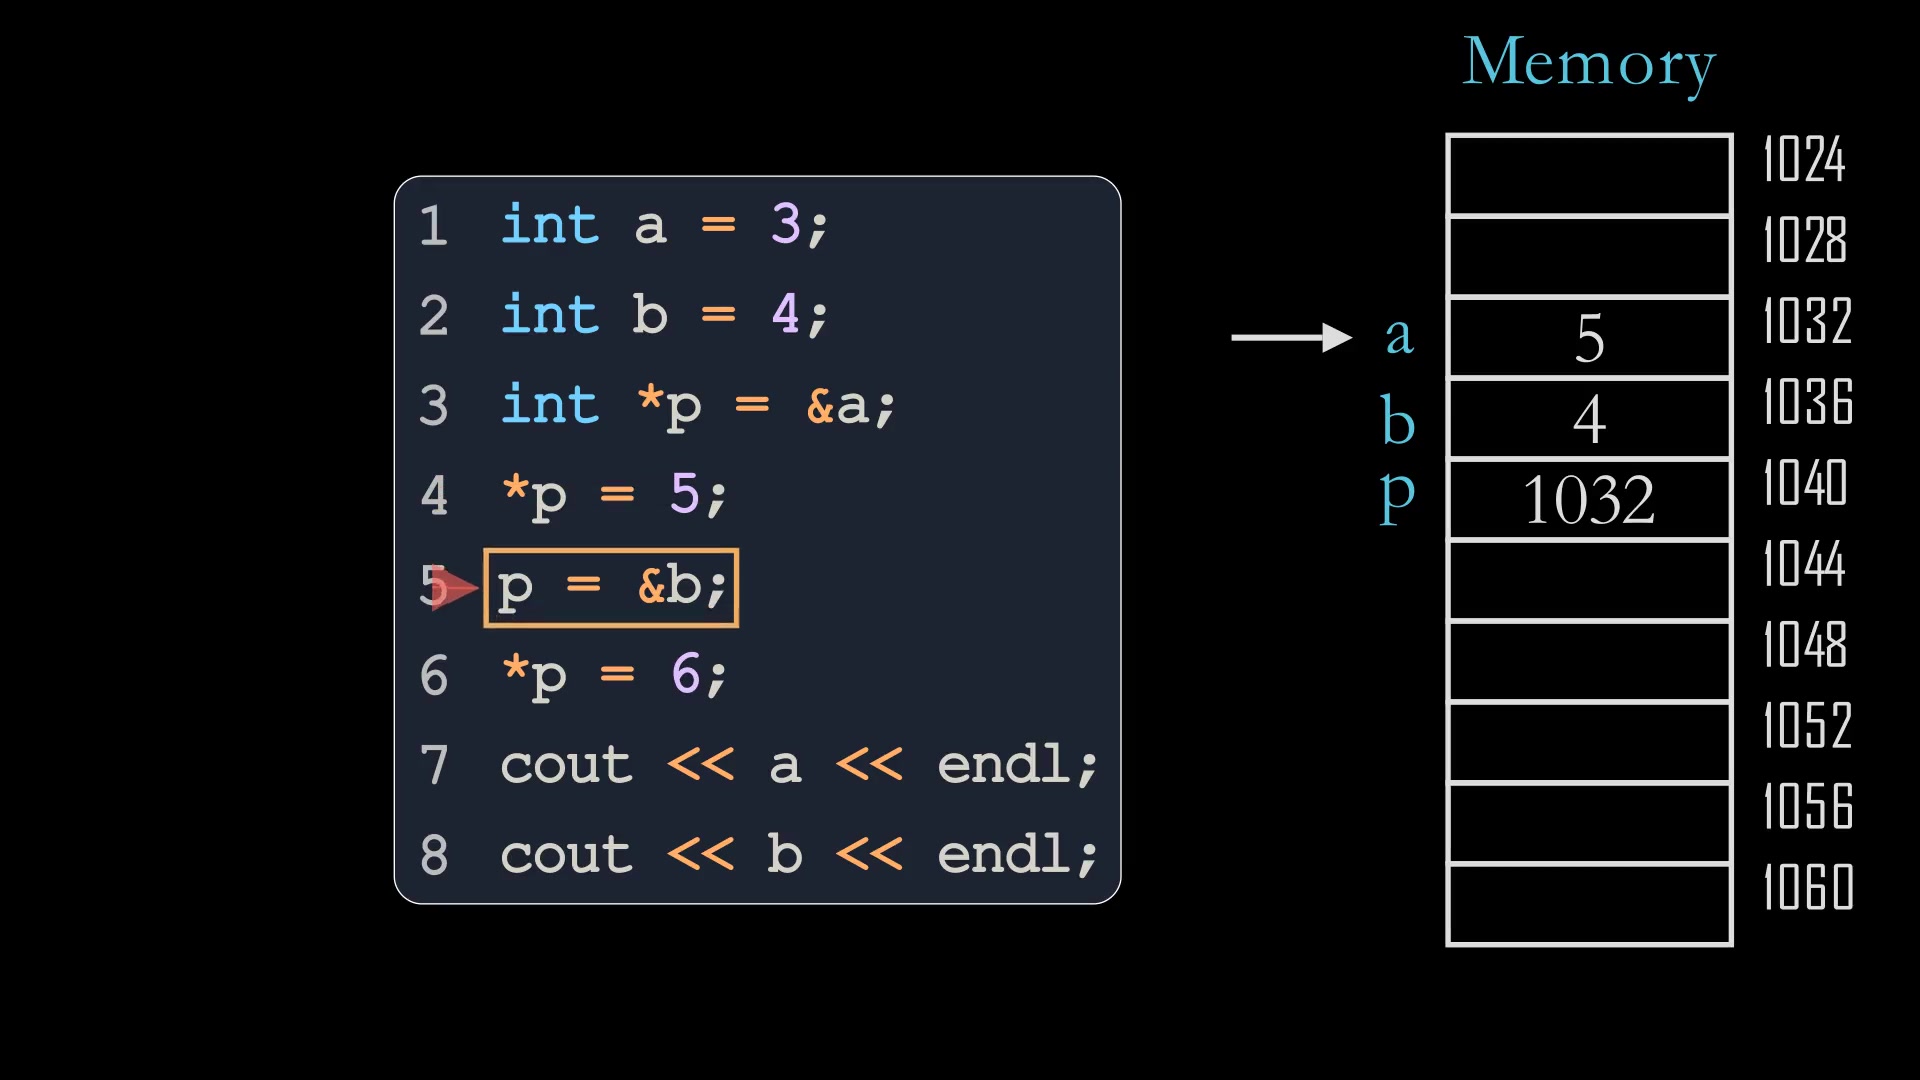 Memory
1 int a = 3;
2 int b = 4;
3 int *p = &a;
4 *p = 5;
5 p = &b;
6 *p = 6;
7 cout << a << endl;
8 cout << b << endl;
1024
1028
a 5 1032
b 4 1036
p 1032 1040
1044
1048
1052
1056
1060